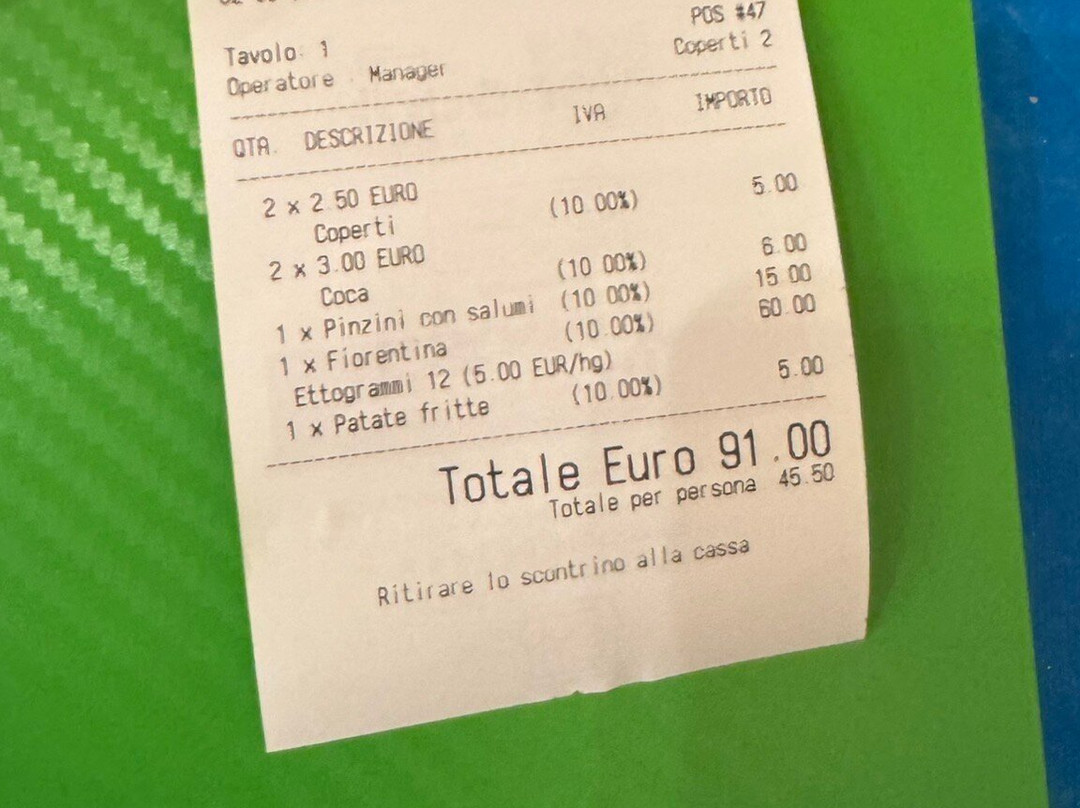 POS #47
Tavolo: 1 Coperti 2
Operatore Manager
QTA. DESCRIZIONE IVA IMPORTO
2 x 2.50 EURO (10.00%) 5.00
Coperti
2 x 3.00 EURO (10.00%) 6.00
Coca
1 x Pinzini con salumi (10.00%) 15.00
1 x Fiorentina (10.00%) 60.00
Ettogrammi 12 (5.00 EUR/hg)
1 x Patate fritte (10.00%) 5.00
Totale Euro 91.00
Totale per persona 45.50
Ritirare lo scontrino alla cassa